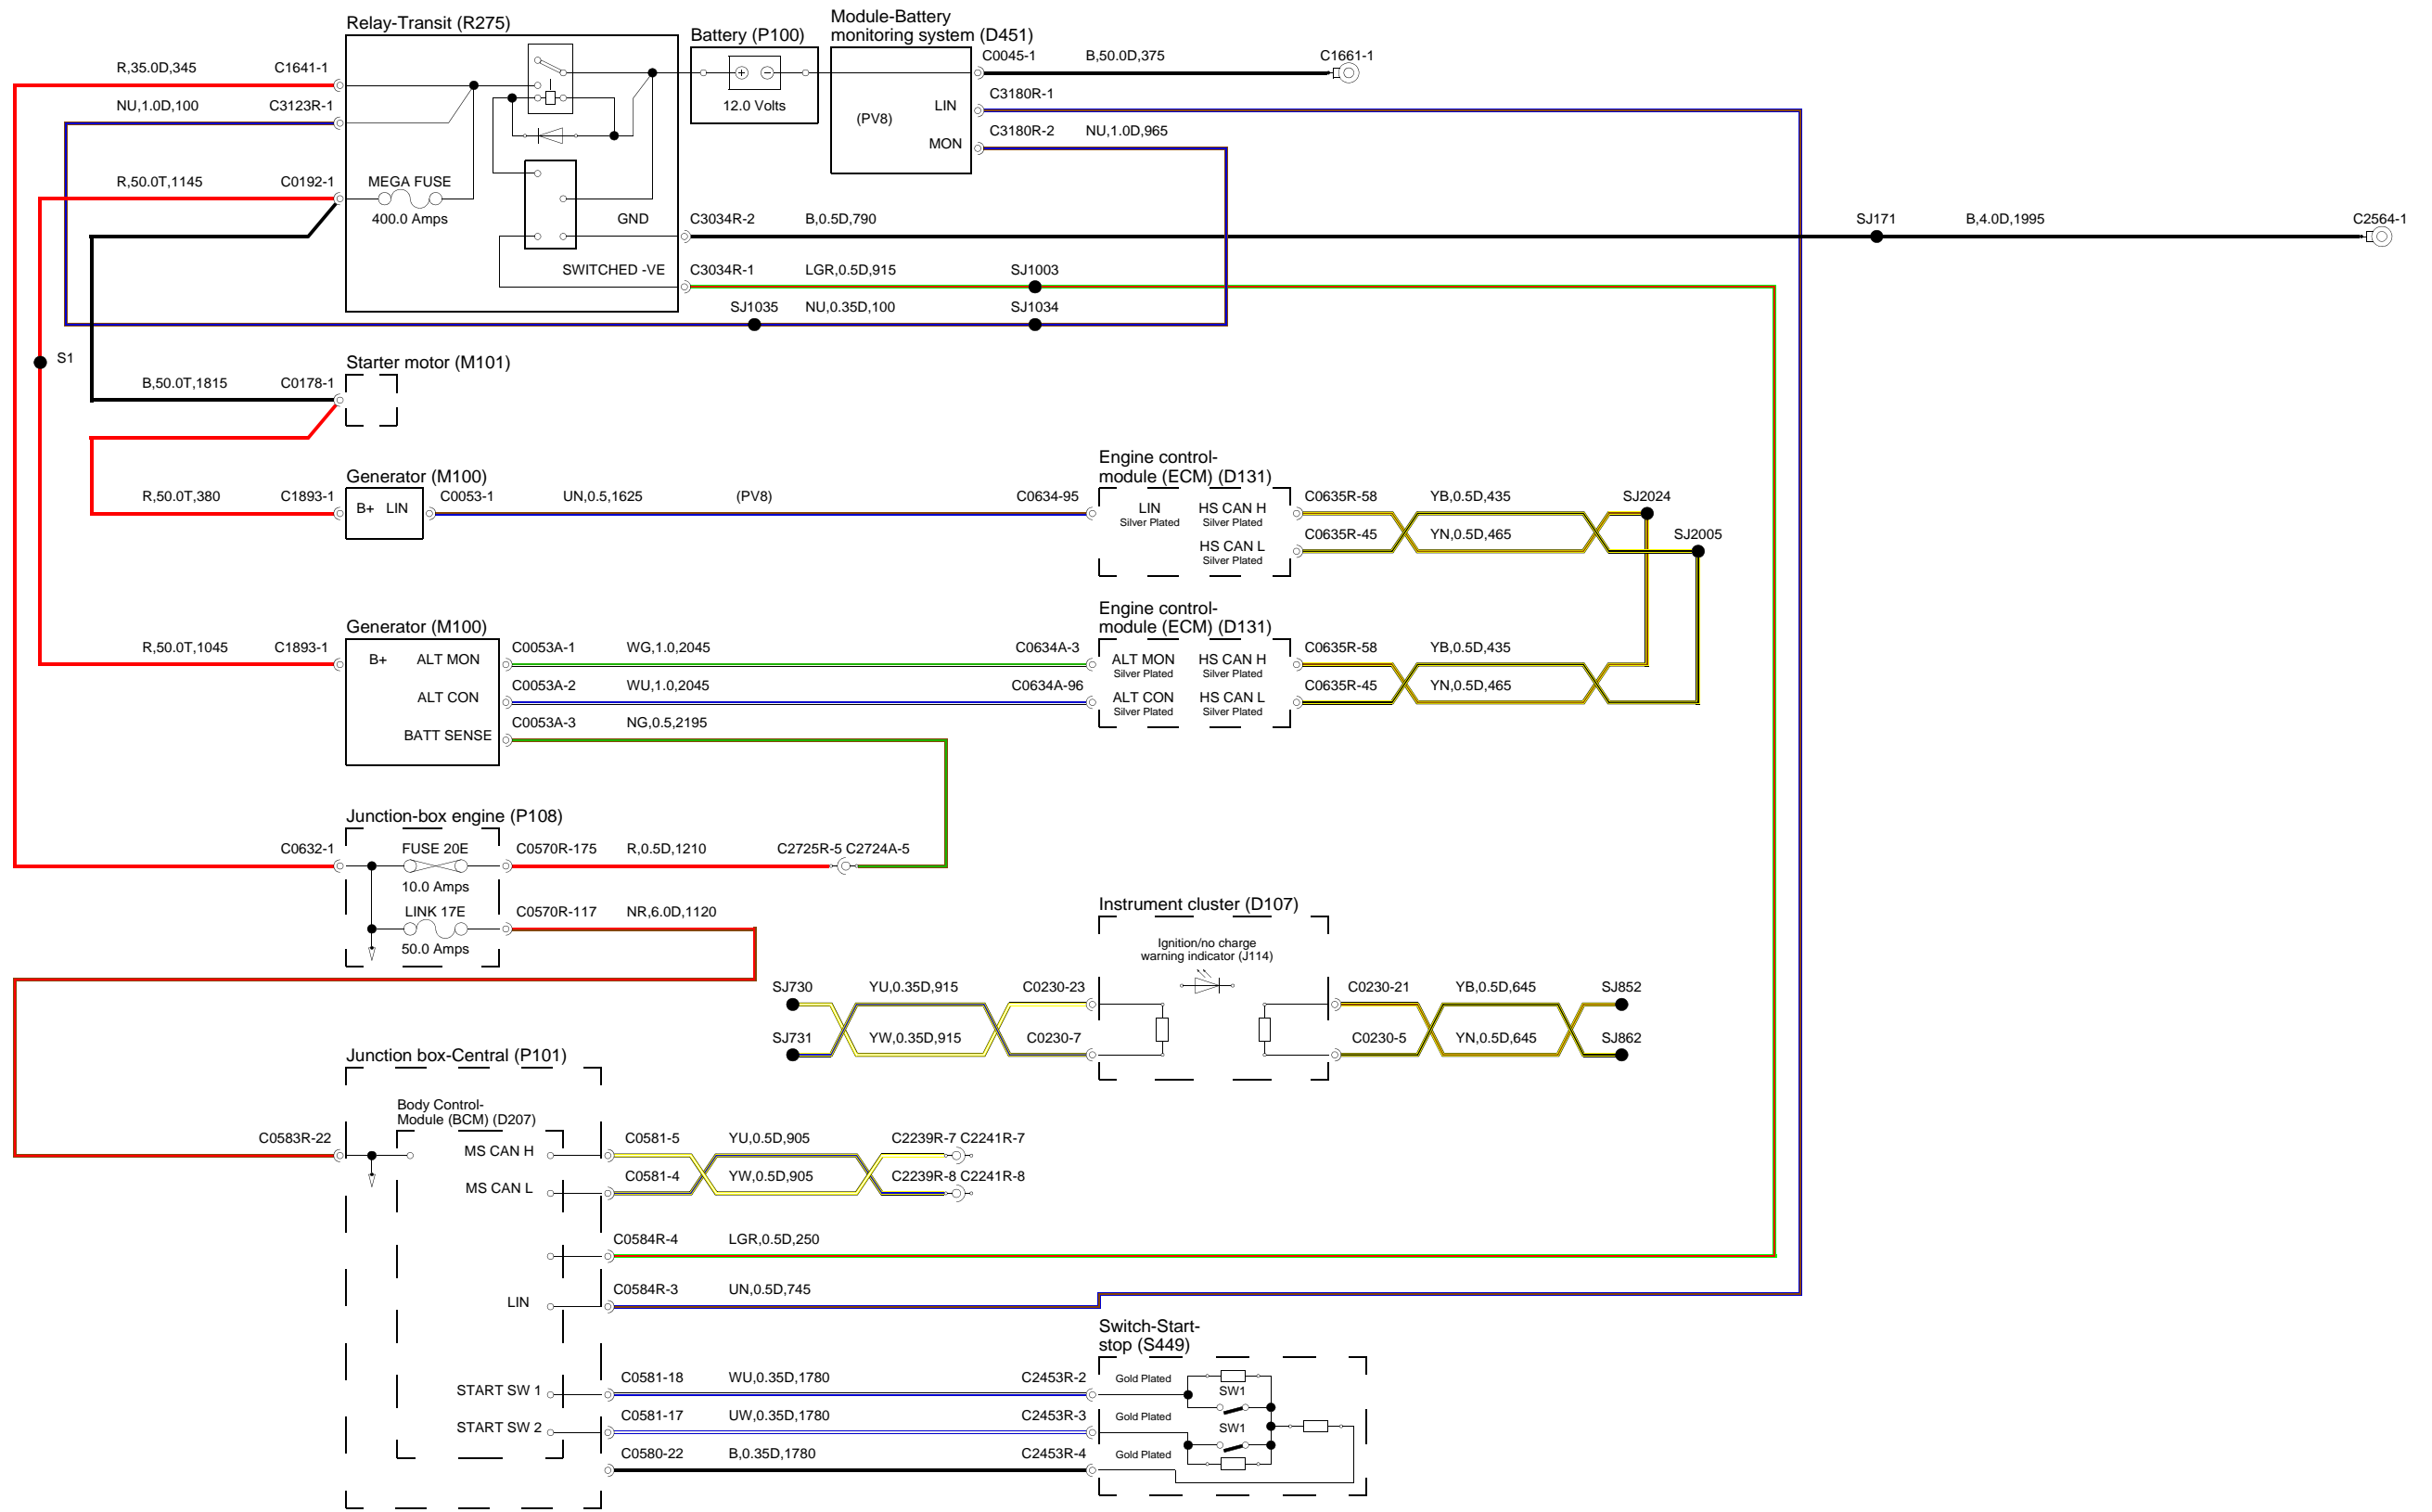 Relay-Transit (R275)
Battery (P100)
Module-Battery
monitoring system (D451)
R,35.0D,345 C1641-1
C0045-1 B,50.0D,375 C1661-1
NU,1.0D,100 C3123R-1
12.0 Volts
(PV8)
LIN
C3180R-1
MON
C3180R-2 NU,1.0D,965
R,50.0T,1145 C0192-1
MEGA FUSE
400.0 Amps
GND
C3034R-2 B,0.5D,790
SJ171 B,4.0D,1995 C2564-1
SWITCHED -VE
C3034R-1 LGR,0.5D,915 SJ1003
SJ1035 NU,0.35D,100 SJ1034
S1
Starter motor (M101)
B,50.0T,1815 C0178-1
Generator (M100)
R,50.0T,380 C1893-1
B+ LIN
C0053-1 UN,0.5,1625 (PV8) C0634-95
Engine control-
module (ECM) (D131)
LIN
Silver Plated
HS CAN H
Silver Plated
HS CAN L
Silver Plated
C0635R-58 YB,0.5D,435 SJ2024
C0635R-45 YN,0.5D,465 SJ2005
Generator (M100)
R,50.0T,1045 C1893-1
B+ ALT MON
ALT CON
BATT SENSE
C0053A-1 WG,1.0,2045 C0634A-3
C0053A-2 WU,1.0,2045 C0634A-96
C0053A-3 NG,0.5,2195
Engine control-
module (ECM) (D131)
ALT MON
Silver Plated
HS CAN H
Silver Plated
ALT CON
Silver Plated
HS CAN L
Silver Plated
C0635R-58 YB,0.5D,435
C0635R-45 YN,0.5D,465
Junction-box engine (P108)
C0632-1
FUSE 20E
10.0 Amps
C0570R-175 R,0.5D,1210 C2725R-5 C2724A-5
LINK 17E
50.0 Amps
C0570R-117 NR,6.0D,1120
Instrument cluster (D107)
Ignition/no charge
warning indicator (J114)
SJ730 YU,0.35D,915 C0230-23
SJ731 YW,0.35D,915 C0230-7
C0230-21 YB,0.5D,645 SJ852
C0230-5 YN,0.5D,645 SJ862
Junction box-Central (P101)
Body Control-
Module (BCM) (D207)
C0583R-22
MS CAN H
C0581-5 YU,0.5D,905 C2239R-7 C2241R-7
MS CAN L
C0581-4 YW,0.5D,905 C2239R-8 C2241R-8
C0584R-4 LGR,0.5D,250
LIN
C0584R-3 UN,0.5D,745
Switch-Start-
stop (S449)
START SW 1
C0581-18 WU,0.35D,1780 C2453R-2
Gold Plated
SW1
START SW 2
C0581-17 UW,0.35D,1780 C2453R-3
Gold Plated
SW1
C0580-22 B,0.35D,1780 C2453R-4
Gold Plated